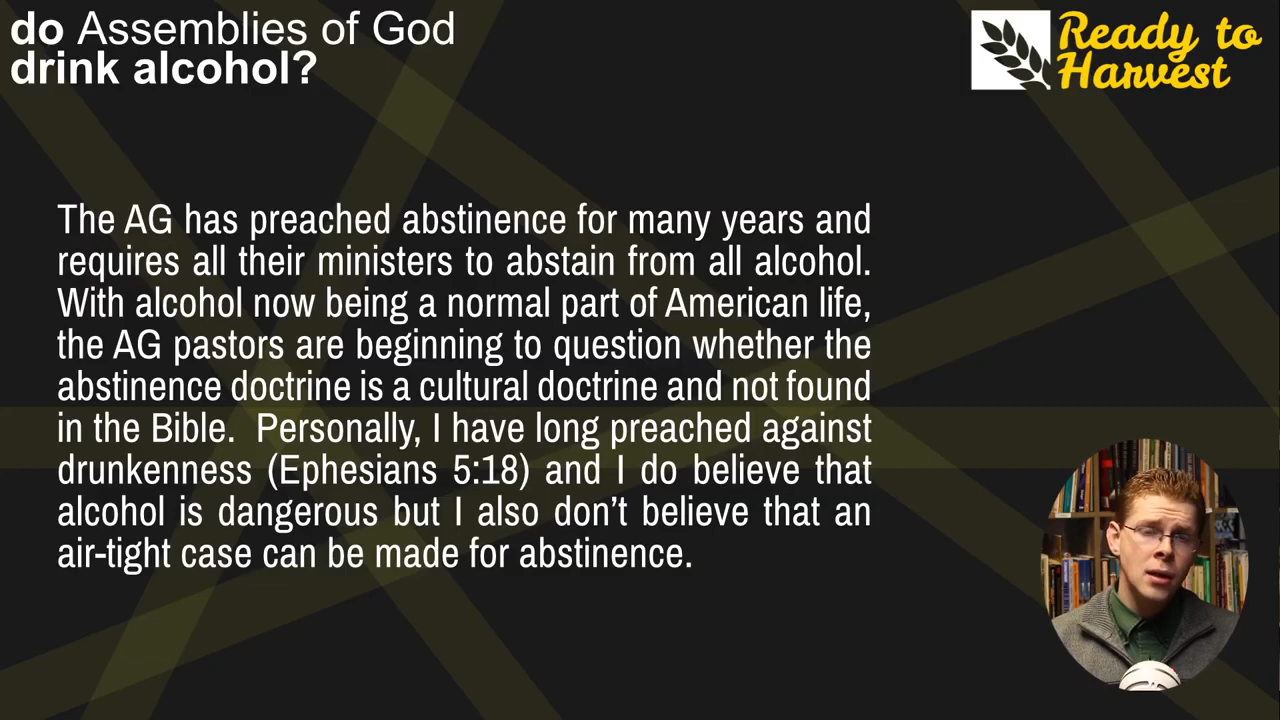 do Assemblies of God
drink alcohol?
Ready to
Harvest
The AG has preached abstinence for many years and
requires all their ministers to abstain from all alcohol.
With alcohol now being a normal part of American life,
the AG pastors are beginning to question whether the
abstinence doctrine is a cultural doctrine and not found
in the Bible.  Personally, I have long preached against
drunkenness (Ephesians 5:18) and I do believe that
alcohol is dangerous but I also don’t believe that an
air-tight case can be made for abstinence.